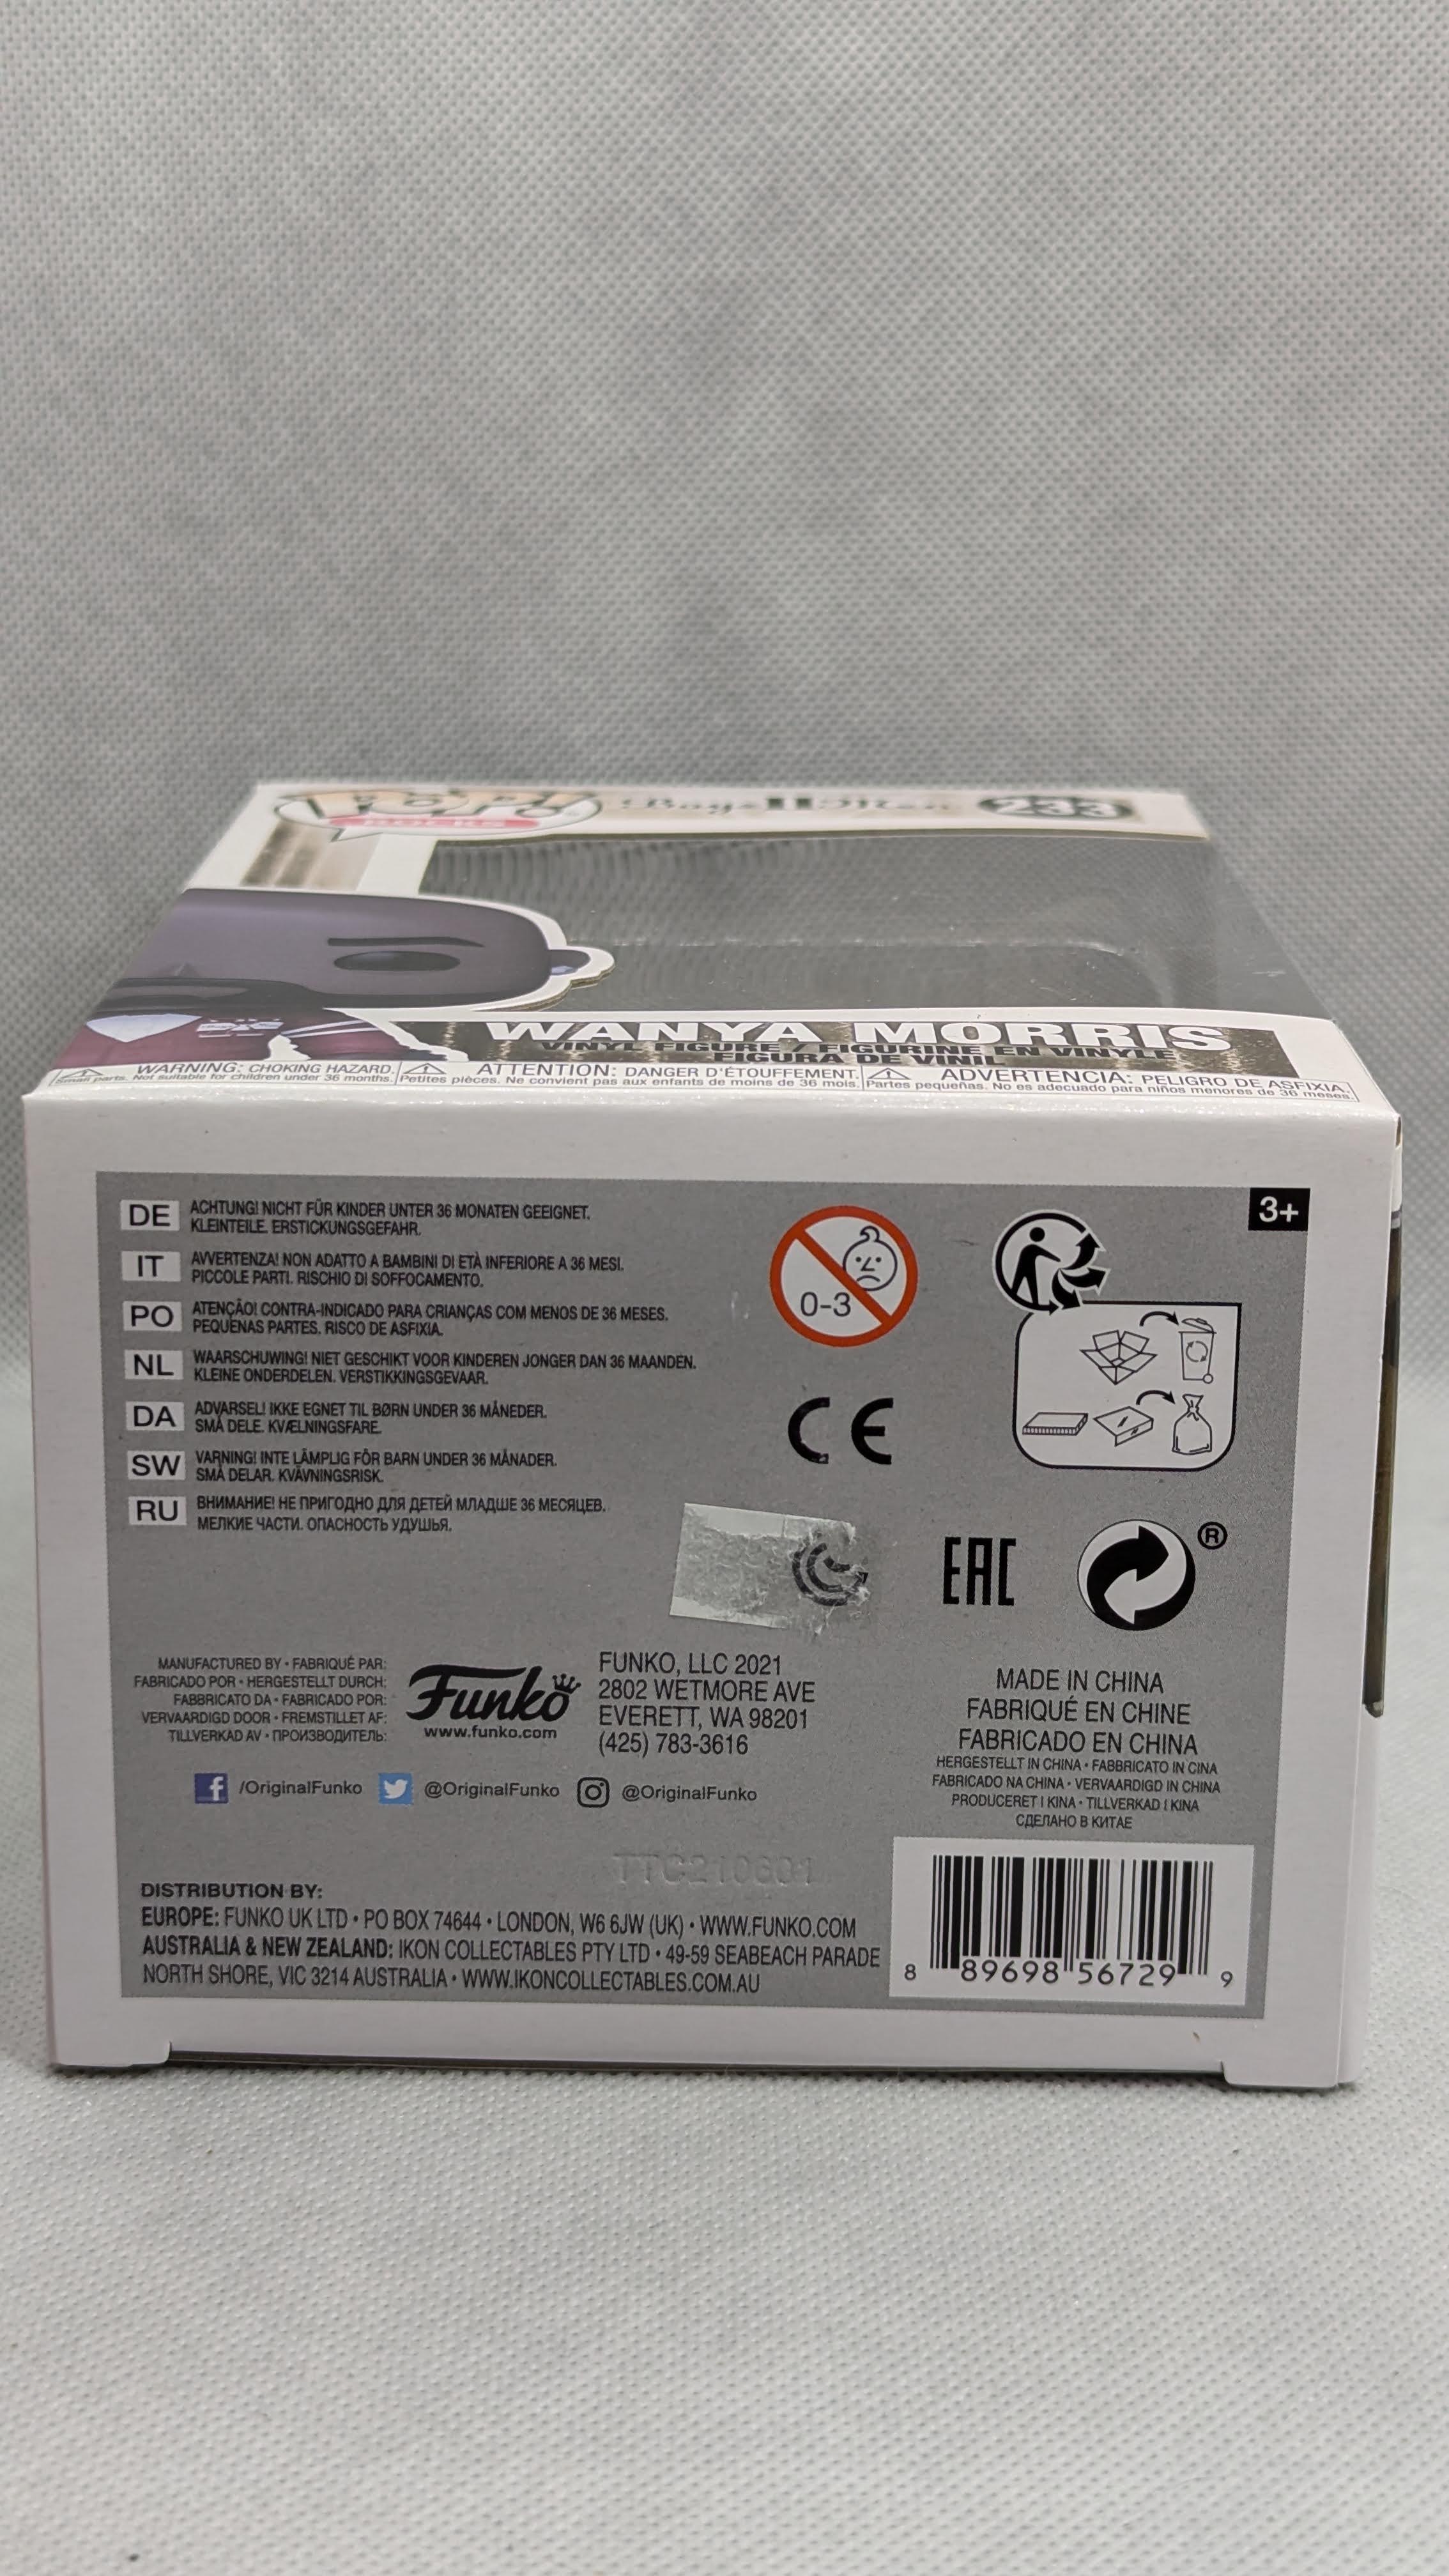 POP!
ROCKS
Boyz II Men
233
WANYA MORRIS
VINYL FIGURE / FIGURINE EN VINYLE
FIGURA DE VINIL
WARNING: CHOKING HAZARD.
Small parts. Not suitable for children under 36 months.
ATTENTION: DANGER D'ÉTOUFFEMENT.
Petites pièces. Ne convient pas aux enfants de moins de 36 mois.
ADVERTENCIA: PELIGRO DE ASFIXIA.
Partes pequeñas. No es adecuado para niños menores de 36 meses.
3+
DE ACHTUNG! NICHT FÜR KINDER UNTER 36 MONATEN GEEIGNET.
KLEINTEILE. ERSTICKUNGSGEFAHR.
IT AVVERTENZA! NON ADATTO A BAMBINI DI ETÀ INFERIORE A 36 MESI.
PICCOLE PARTI. RISCHIO DI SOFFOCAMENTO.
PO ATENÇÃO! CONTRA-INDICADO PARA CRIANÇAS COM MENOS DE 36 MESES.
PEQUENAS PARTES. RISCO DE ASFIXIA.
NL WAARSCHUWING! NIET GESCHIKT VOOR KINDEREN JONGER DAN 36 MAANDEN.
KLEINE ONDERDELEN. VERSTIKKINGSGEVAAR.
DA ADVARSEL! IKKE EGNET TIL BØRN UNDER 36 MÅNEDER.
SMÅ DELE. KVÆLNINGSFARE.
SW VARNING! INTE LÄMPLIG FÖR BARN UNDER 36 MÅNADER.
SMÅ DELAR. KVÄVNINGSRISK.
RU ВНИМАНИЕ! НЕ ПРИГОДНО ДЛЯ ДЕТЕЙ МЛАДШЕ 36 МЕСЯЦЕВ.
МЕЛКИЕ ЧАСТИ. ОПАСНОСТЬ УДУШЬЯ.
0-3
CE
EAC
®
MANUFACTURED BY • FABRIQUÉ PAR:
FABRICADO POR • HERGESTELLT DURCH:
FABBRICATO DA • FABRICADO POR:
VERVAARDIGD DOOR • FREMSTILLET AF:
TILLVERKAD AV • ПРОИЗВОДИТЕЛЬ:
Funko
www.funko.com
FUNKO, LLC 2021
2802 WETMORE AVE
EVERETT, WA 98201
(425) 783-3616
MADE IN CHINA
FABRIQUÉ EN CHINE
FABRICADO EN CHINA
HERGESTELLT IN CHINA • FABBRICATO IN CINA
FABRICADO NA CHINA • VERVAARDIGD IN CHINA
PRODUCERET I KINA • TILLVERKAD I KINA
СДЕЛАНО В КИТАЕ
/OriginalFunko @OriginalFunko @OriginalFunko
TTC210601
DISTRIBUTION BY:
EUROPE: FUNKO UK LTD • PO BOX 74644 • LONDON, W6 6JW (UK) • WWW.FUNKO.COM
AUSTRALIA & NEW ZEALAND: IKON COLLECTABLES PTY LTD • 49-59 SEABEACH PARADE
NORTH SHORE, VIC 3214 AUSTRALIA • WWW.IKONCOLLECTABLES.COM.AU
8 89698 56729 9